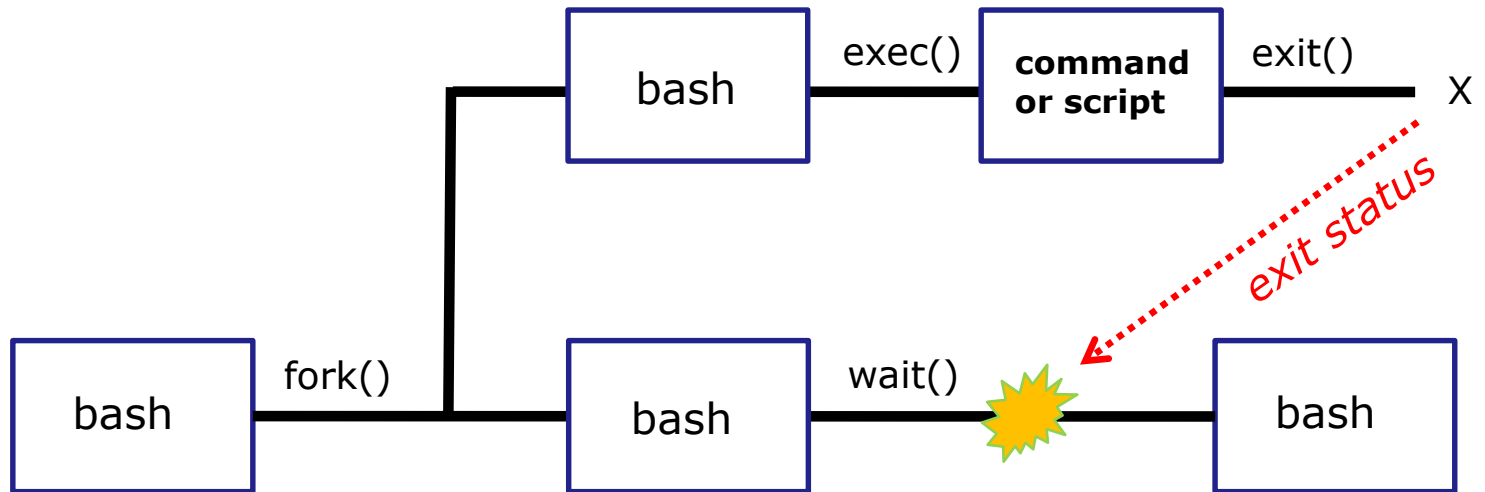 bash
exec()
command
or script
exit()
X
exit status
bash
fork()
bash
wait()
bash